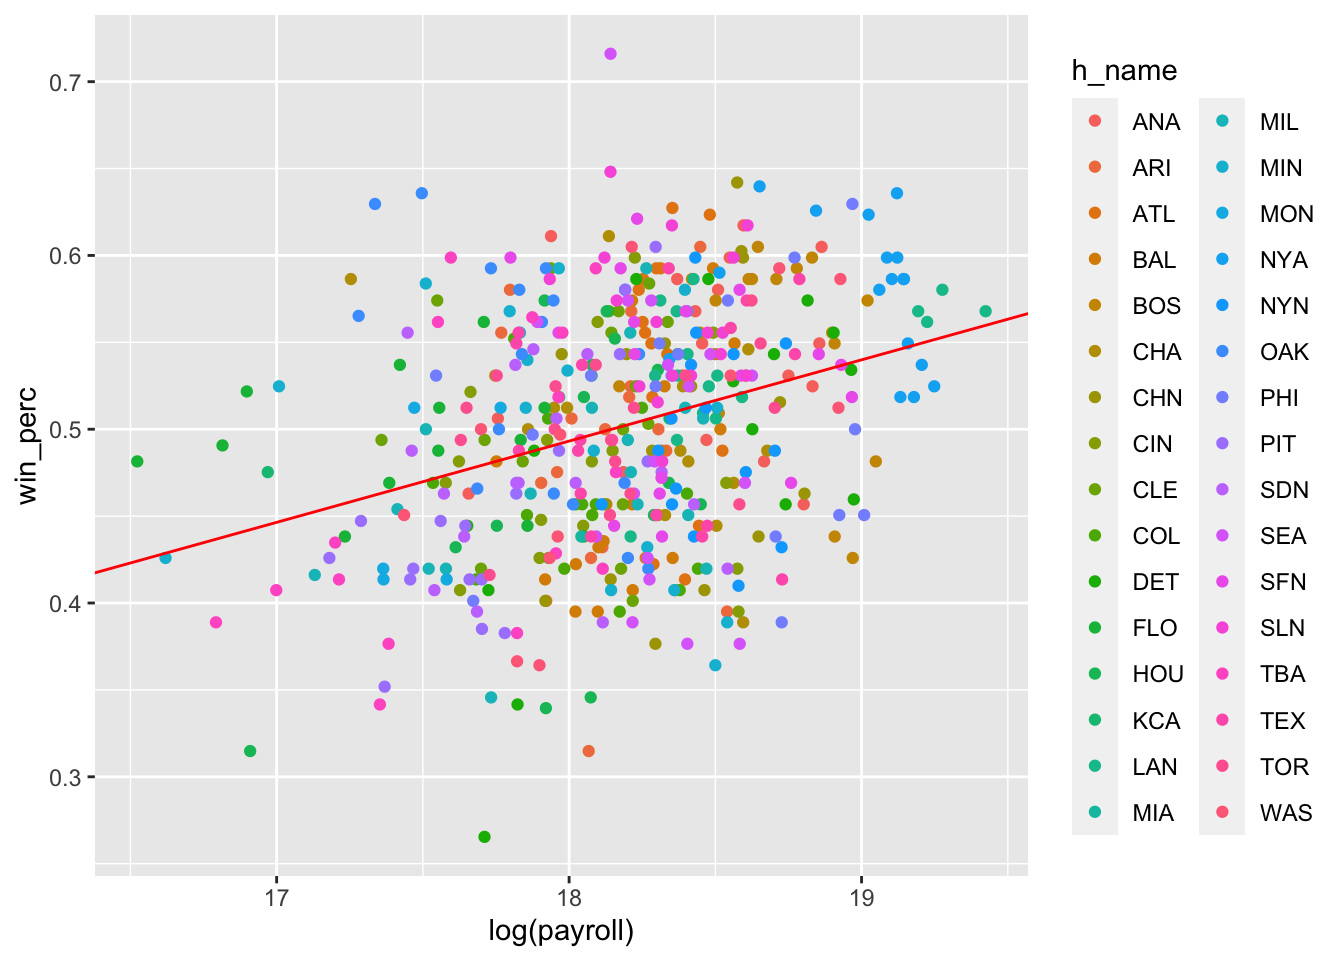 h_name
ANA MIL
ARI MIN
ATL MON
BAL NYA
BOS NYN
CHA OAK
CHN PHI
CIN PIT
CLE SDN
COL SEA
DET SFN
FLO SLN
HOU TBA
KCA TEX
LAN TOR
MIA WAS
win_perc
0.7
0.6
0.5
0.4
0.3
17 18 19
log(payroll)